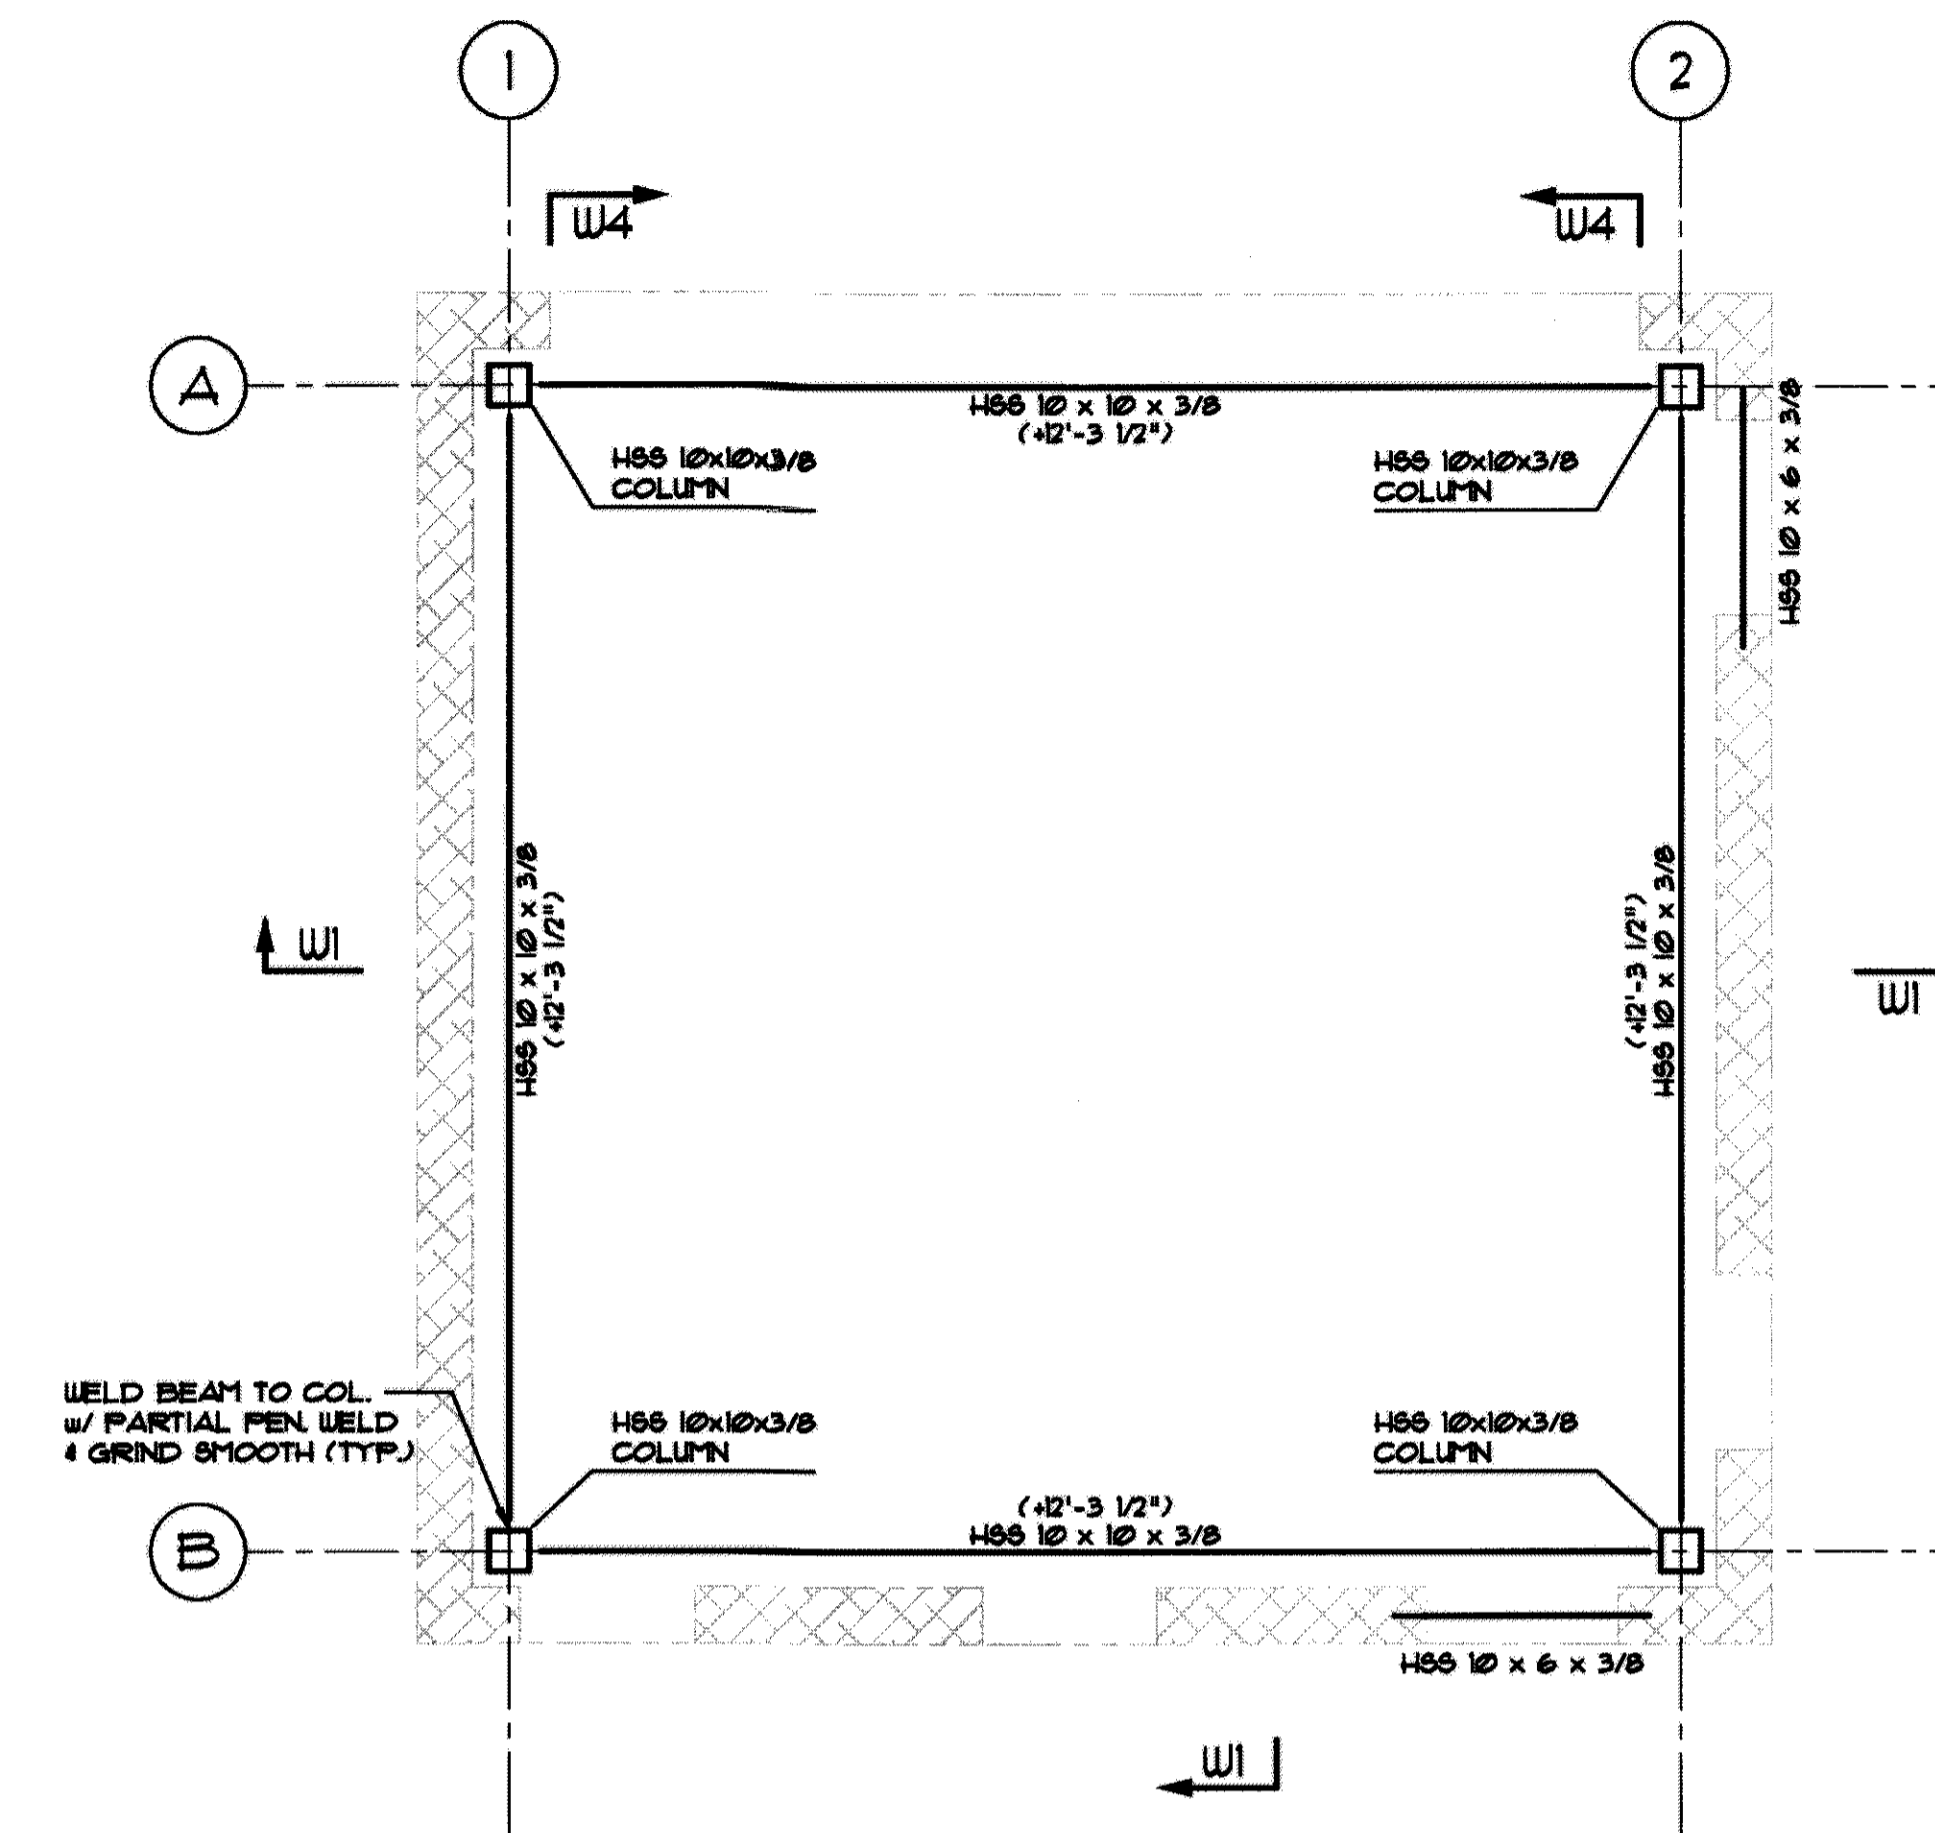 1
2
W4
W4
A
HSS 10 x 10 x 3/8
(+12'-3 1/2")
HSS 10x10x3/8
COLUMN
HSS 10x10x3/8
COLUMN
HSS 10 x 6 x 3/8
HSS 10 x 10 x 3/8
(+12'-3 1/2")
(+12'-3 1/2")
HSS 10 x 10 x 3/8
W1
W1
WELD BEAM TO COL.
w/ PARTIAL PEN. WELD
& GRIND SMOOTH (TYP.)
HSS 10x10x3/8
COLUMN
HSS 10x10x3/8
COLUMN
(+12'-3 1/2")
HSS 10 x 10 x 3/8
B
HSS 10 x 6 x 3/8
W1